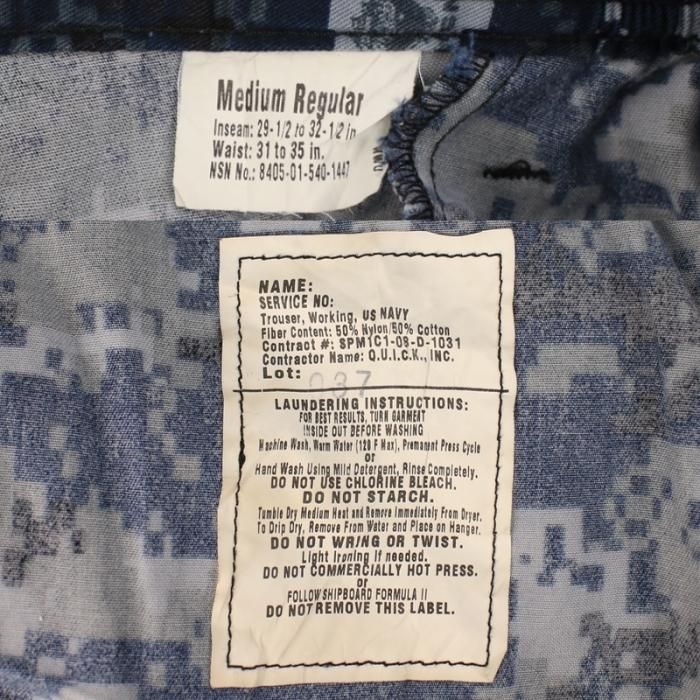 Medium Regular
Inseam: 29-1/2 to 32-1/2 in
Waist: 31 to 35 in.
NSN No.: 8405-01-540-1447
NAME:
SERVICE NO:
Trouser, Working, US NAVY
Fiber Content: 50% Nylon/50% Cotton
Contract #: SPM1C1-08-D-1031
Contractor Name: Q.U.I.C.K., INC.
Lot: 037
LAUNDERING INSTRUCTIONS:
FOR BEST RESULTS, TURN GARMENT
INSIDE OUT BEFORE WASHING
Machine Wash, Warm Water (128 F Max), Premanent Press Cycle
or
Hand Wash Using Mild Detergent, Rinse Completely.
DO NOT USE CHLORINE BLEACH.
DO NOT STARCH.
Tumble Dry Medium Heat and Remove Immediately From Dryer.
To Drip Dry, Remove From Water and Place on Hanger.
DO NOT WRING OR TWIST.
Light Ironing If needed.
DO NOT COMMERCIALLY HOT PRESS.
or
FOLLOW SHIPBOARD FORMULA II
DO NOT REMOVE THIS LABEL.